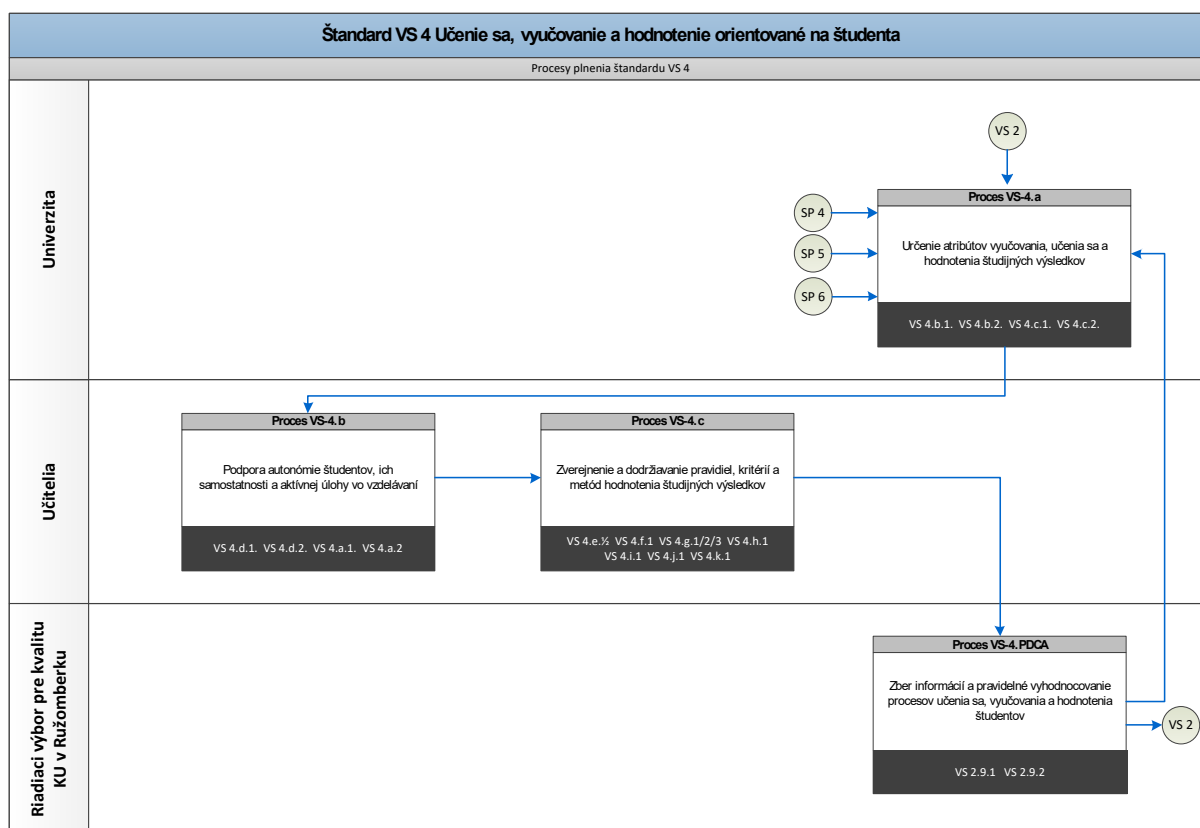 Štandard VS 4 Učenie sa, vyučovanie a hodnotenie orientované na študenta
Procesy plnenia štandardu VS 4
Univerzita
VS 2
Proces VS-4.a
SP 4
SP 5
SP 6
Určenie atribútov vyučovania, učenia sa a
hodnotenia študijných výsledkov
VS 4.b.1. VS 4.b.2. VS 4.c.1. VS 4.c.2.
Učitelia
Proces VS-4.b
Podpora autonómie študentov, ich
samostatnosti a aktívnej úlohy vo vzdelávaní
VS 4.d.1. VS 4.d.2. VS 4.a.1. VS 4.a.2
Proces VS-4.c
Zverejnenie a dodržiavanie pravidiel, kritérií a
metód hodnotenia študijných výsledkov
VS 4.e.½ VS 4.f.1 VS 4.g.1/2/3 VS 4.h.1
VS 4.i.1 VS 4.j.1 VS 4.k.1
Riadiaci výbor pre kvalitu
KU v Ružomberku
Proces VS-4.PDCA
Zber informácií a pravidelné vyhodnocovanie
procesov učenia sa, vyučovania a hodnotenia
študentov
VS 2.9.1 VS 2.9.2
VS 2